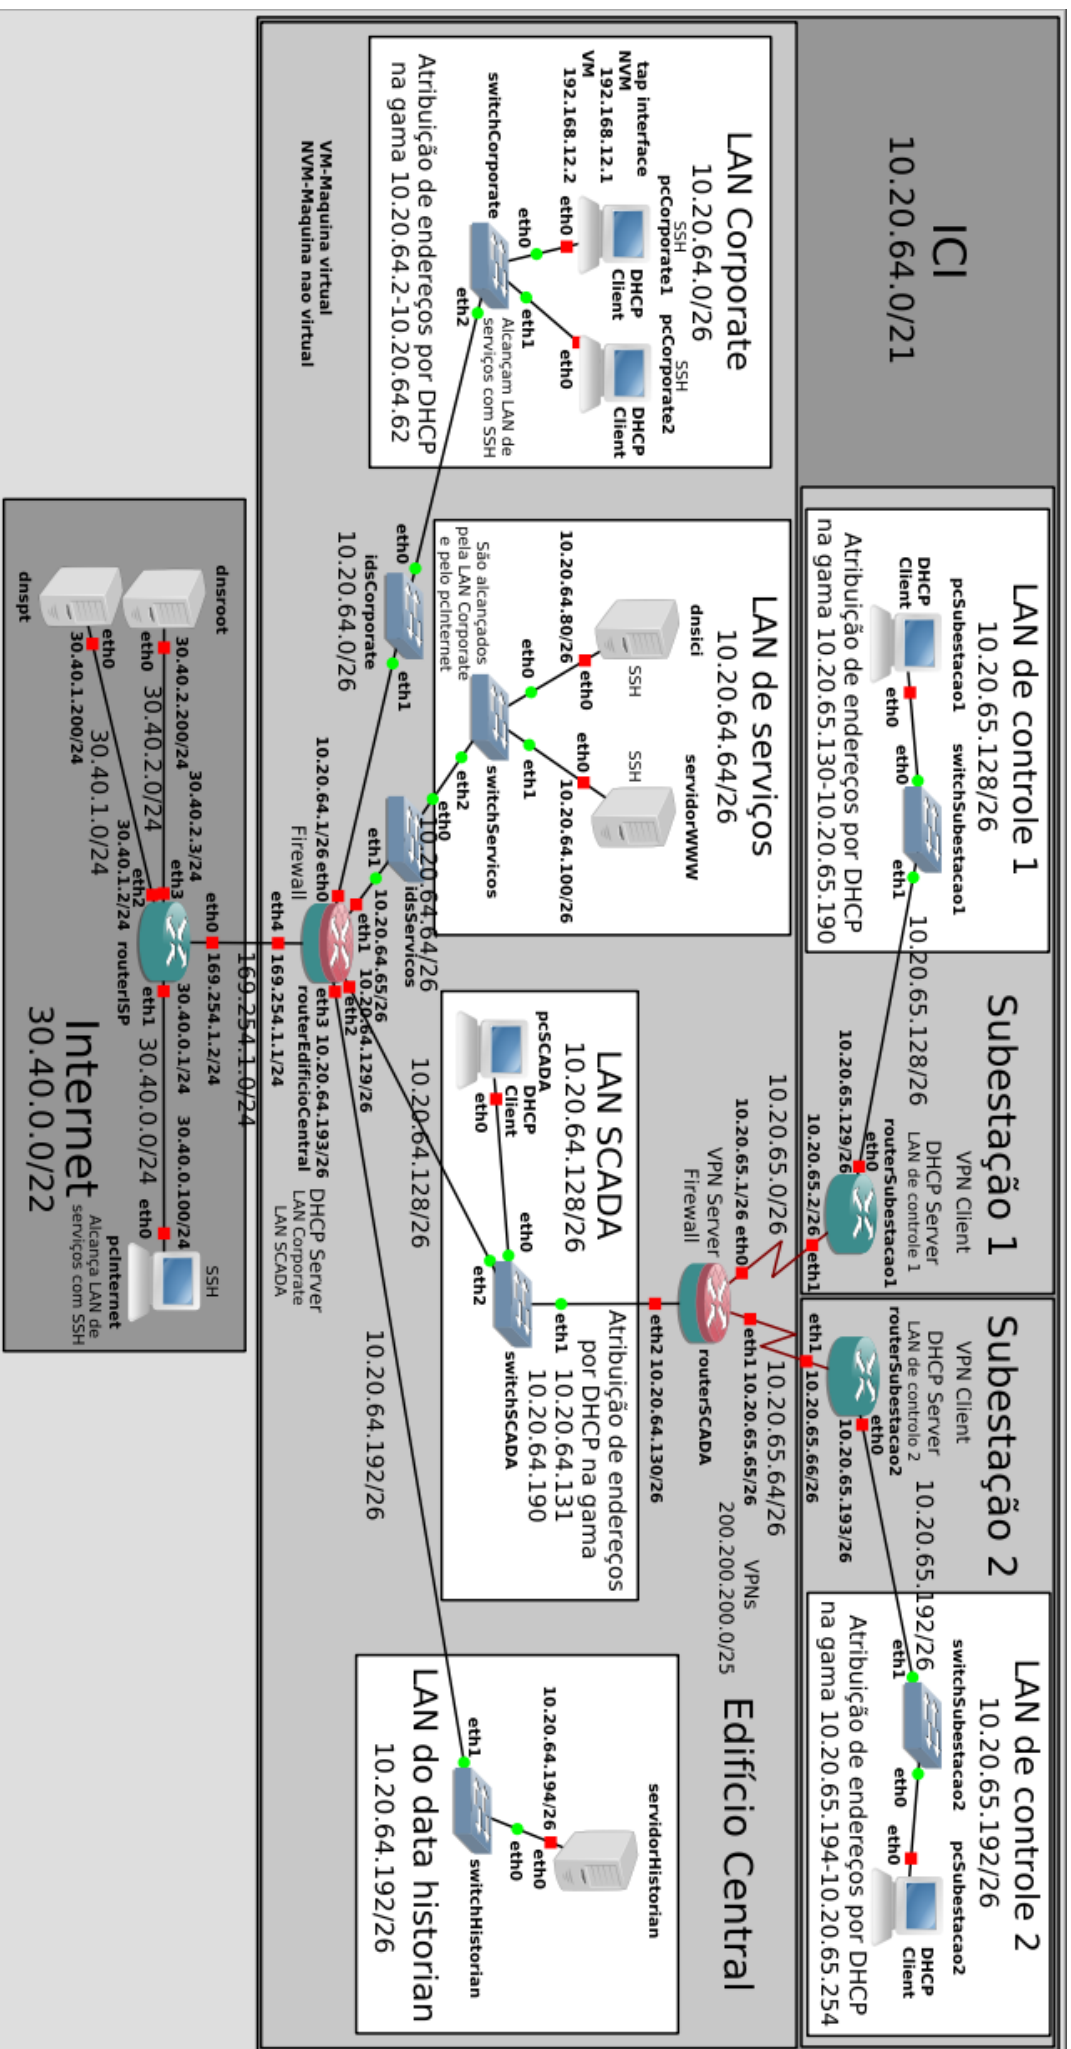 ICI
10.20.64.0/21
LAN de controle 1
10.20.65.128/26
pcSubestacao1
switchSubestacao1
DHCP
Client
eth0
eth0
eth1
Atribuição de endereços por DHCP
na gama 10.20.65.130-10.20.65.190
10.20.65.128/26
Subestação 1
VPN Client
DHCP Server
LAN de controle 1
routerSubestacao1
eth0
10.20.65.129/26
eth1
10.20.65.2/26
Subestação 2
VPN Client
DHCP Server
LAN de controlo 2
routerSubestacao2
eth0
10.20.65.193/26
eth1
10.20.65.66/26
10.20.65.192/26
LAN de controle 2
10.20.65.192/26
switchSubestacao2
pcSubestacao2
eth1
eth0
eth0
DHCP
Client
Atribuição de endereços por DHCP
na gama 10.20.65.194-10.20.65.254
LAN Corporate
10.20.64.0/26
tap interface
NVM
192.168.12.1
VM
192.168.12.2
pcCorporate1
SSH
DHCP
Client
eth0
pcCorporate2
SSH
DHCP
Client
eth0
eth0
eth1
eth2
switchCorporate
Alcançam LAN de
serviços com SSH
Atribuição de endereços por DHCP
na gama 10.20.64.2-10.20.64.62
VM-Maquina virtual
NVM-Maquina nao virtual
LAN de serviços
10.20.64.64/26
dnsici
SSH
eth0
10.20.64.80/26
servidorWWW
SSH
eth0
10.20.64.100/26
eth0
eth1
eth2
switchServicos
São alcançados
pela LAN Corporate
e pelo pcInternet
eth0
idsServicos
eth1
10.20.64.64/26
eth0
idsCorporate
eth1
10.20.64.0/26
10.20.65.0/26
10.20.65.1/26 eth0
VPN Server
Firewall
10.20.65.64/26
eth1 10.20.65.65/26
routerSCADA
eth2 10.20.64.130/26
VPNs
200.200.200.0/25
Edifício Central
LAN SCADA
10.20.64.128/26
pcSCADA
DHCP
Client
eth0
eth0
eth1
eth2
switchSCADA
Atribuição de endereços
por DHCP na gama
10.20.64.131
10.20.64.190
10.20.64.128/26
10.20.64.1/26 eth0
Firewall
eth1
10.20.64.65/26
eth2
10.20.64.129/26
eth3 10.20.64.193/26
routerEdificioCentral
DHCP Server
LAN Corporate
LAN SCADA
eth4
169.254.1.1/24
10.20.64.192/26
LAN do data historian
10.20.64.192/26
servidorHistorian
10.20.64.194/26
eth0
eth0
eth1
switchHistorian
169.254.1.0/24
dnsroot
eth0
30.40.2.200/24
30.40.2.0/24
30.40.2.3/24
eth3
dnspt
eth0
30.40.1.200/24
30.40.1.0/24
30.40.1.2/24
eth2
routerISP
eth0
169.254.1.2/24
eth1
30.40.0.1/24
30.40.0.0/24
30.40.0.100/24
eth0
SSH
pcInternet
Alcança LAN de
serviços com SSH
Internet
30.40.0.0/22